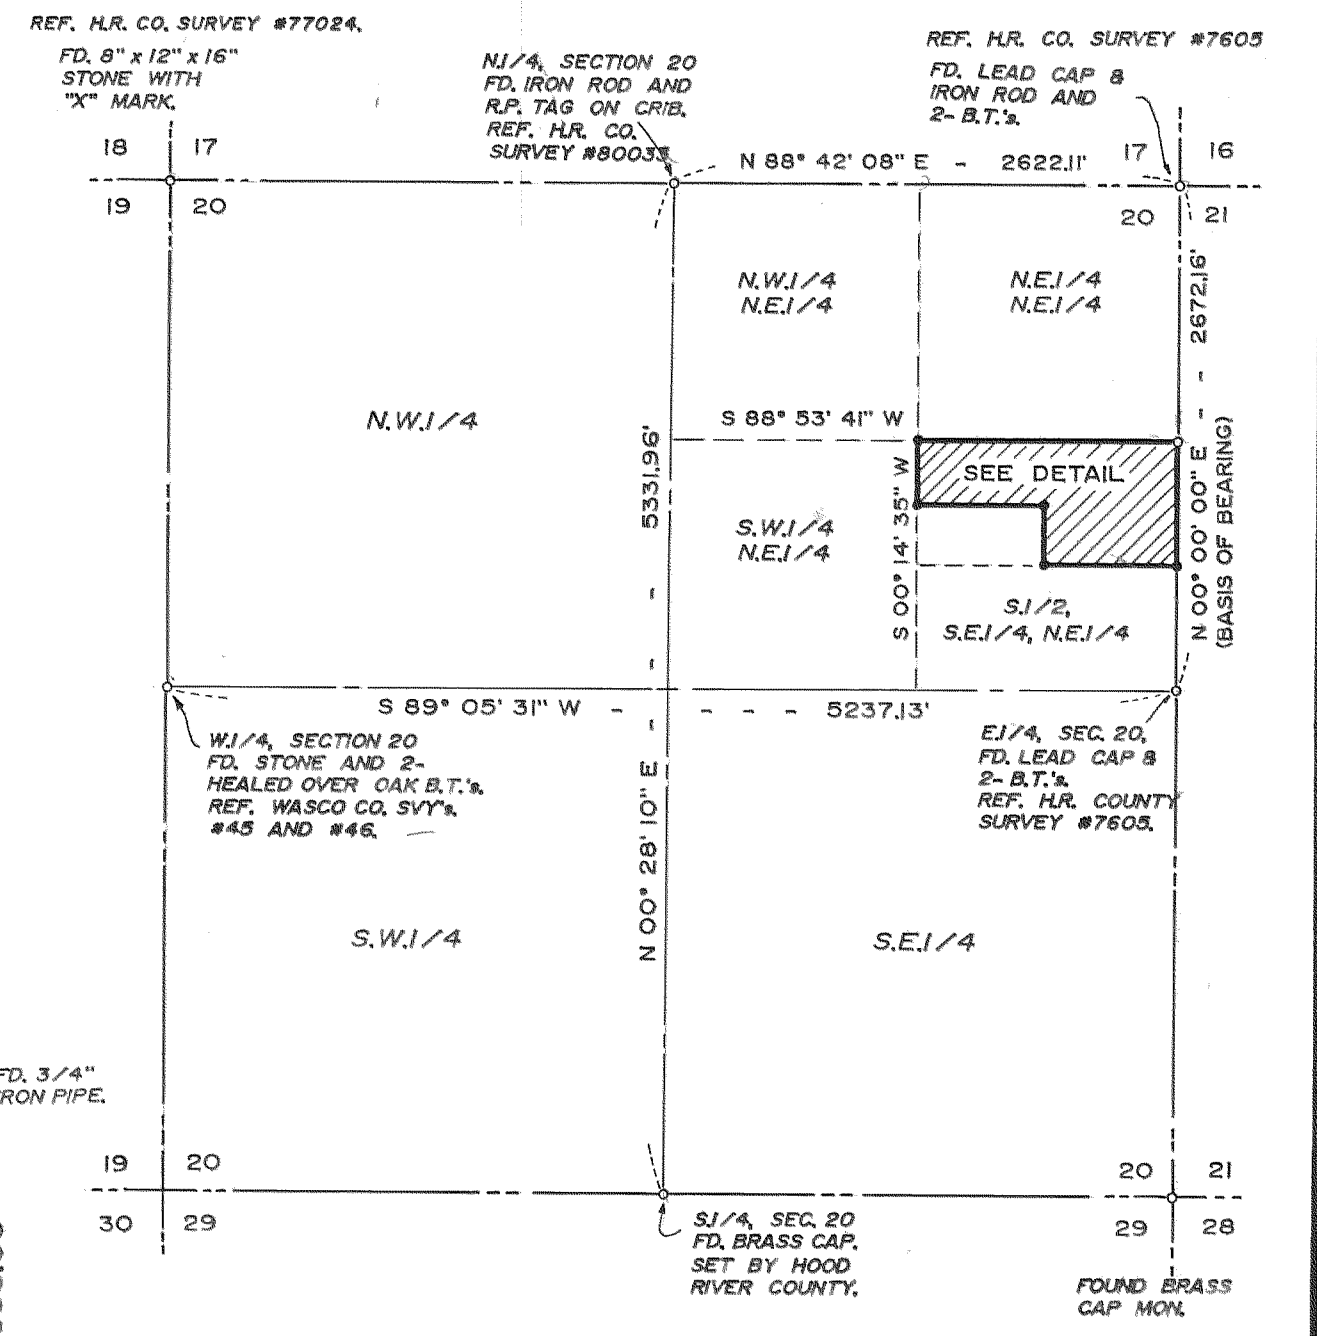 REF. H.R. CO. SURVEY #77024.
FD. 8" x 12" x 16"
STONE WITH
"X" MARK.
N.1/4, SECTION 20
FD. IRON ROD AND
R.P. TAG ON CRIB.
REF. H.R. CO.
SURVEY #80033
REF. H.R. CO. SURVEY #7605
FD. LEAD CAP &
IRON ROD AND
2- B.T.'s.
18 17
19 20
N 88° 42' 08" E - 2622.11'
17 16
20 21
N.W.1/4
N.E.1/4
N.E.1/4
N.E.1/4
2672.16' - - N 00° 00' 00" E
(BASIS OF BEARING)
N.W.1/4
S 88° 53' 41" W
SEE DETAIL
5331.96' - - - - N 00° 28' 10" E
S.W.1/4
N.E.1/4
S 00° 14' 35" W
S.1/2,
S.E.1/4, N.E.1/4
S 89° 05' 31" W - - - - 5237.13'
W.1/4, SECTION 20
FD. STONE AND 2-
HEALED OVER OAK B.T.'s.
REF. WASCO CO. SVY's.
#45 AND #46.
E.1/4, SEC. 20,
FD. LEAD CAP &
2- B.T.'s.
REF. H.R. COUNTY
SURVEY #7605.
S.W.1/4
S.E.1/4
FD. 3/4"
RON PIPE.
19 20
30 29
20 21
29 28
S.1/4, SEC. 20
FD. BRASS CAP.
SET BY HOOD
RIVER COUNTY.
FOUND BRASS
CAP MON.